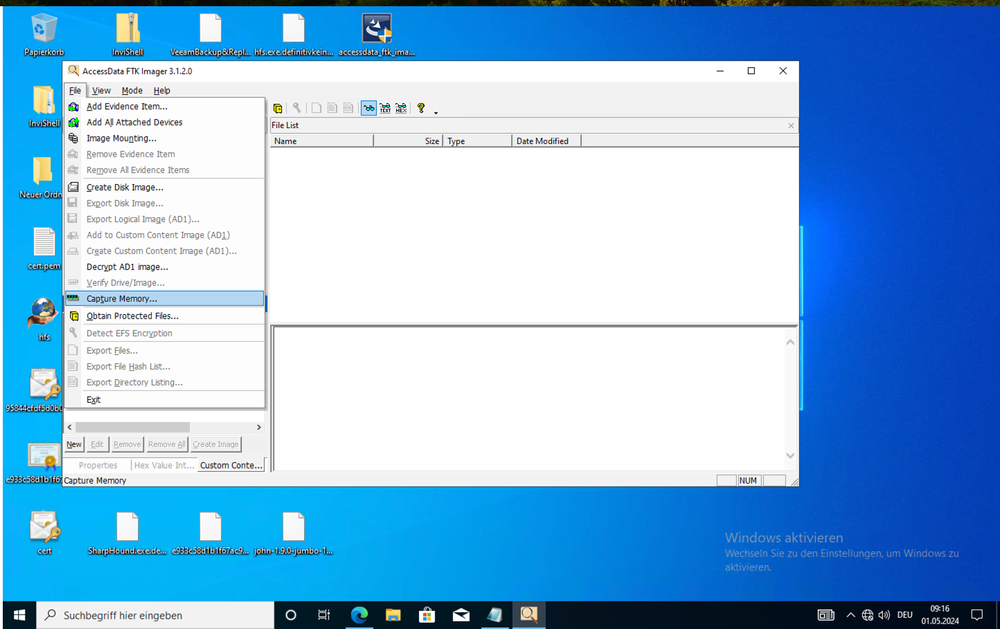 Papierkorb
InviShell
VeeamBackup&Repl...
hfs.exe.definitivkein...
accessdata_ftk_ima...
AccessData FTK Imager 3.1.2.0
File View Mode Help
Add Evidence Item...
Add All Attached Devices
Image Mounting...
Remove Evidence Item
Remove All Evidence Items
Create Disk Image...
Export Disk Image...
Export Logical Image (AD1)...
Add to Custom Content Image (AD1)
Create Custom Content Image (AD1)...
Decrypt AD1 image...
Verify Drive/Image...
Capture Memory...
Obtain Protected Files...
Detect EFS Encryption
Export Files...
Export File Hash List...
Export Directory Listing...
Exit
TEXT HEX
File List
Name Size Type Date Modified
InviShell
Neuer Ordn
cert.pem
hfs
95844cfdf5d0b0
e933c58d1b1f67
New Edit Remove Remove All Create Image
Properties Hex Value Int... Custom Conte...
Capture Memory
NUM
cert
SharpHound.exe.de...
e933c58d1b1f67ac9...
john-1.9.0-jumbo-1...
Windows aktivieren
Wechseln Sie zu den Einstellungen, um Windows zu
aktivieren.
Suchbegriff hier eingeben
DEU
09:16
01.05.2024